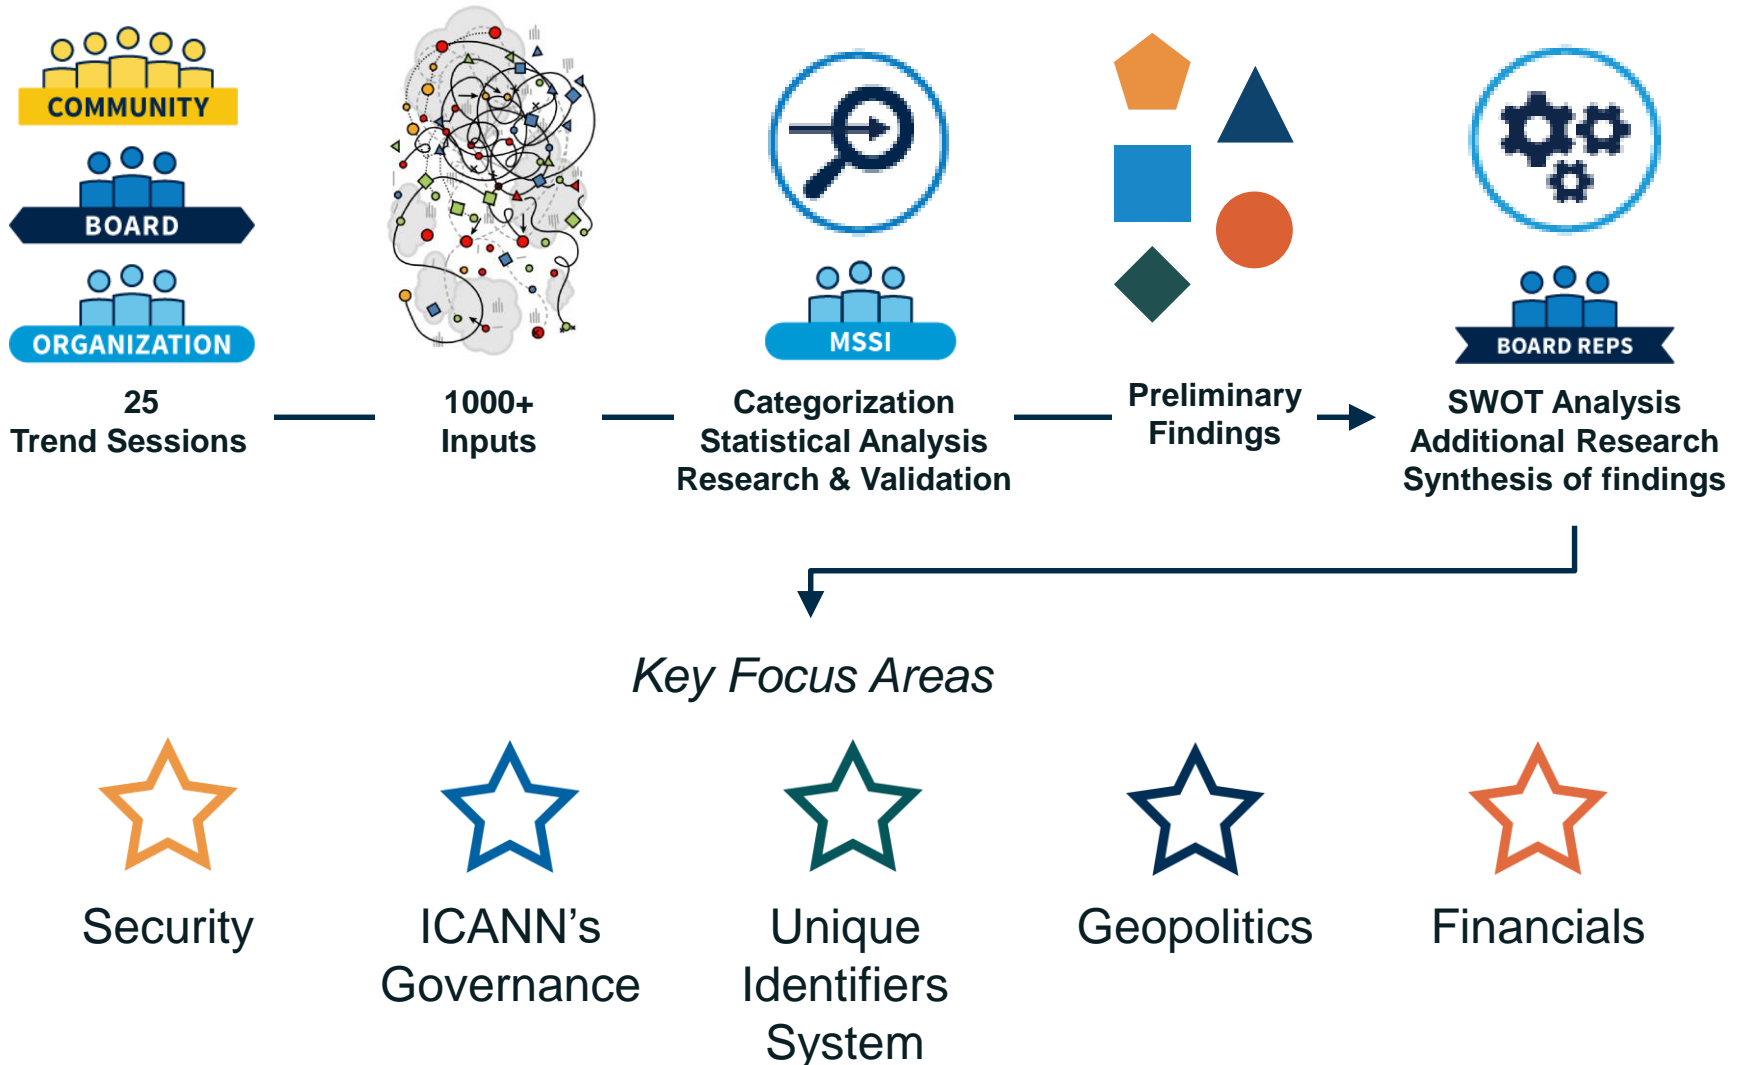 COMMUNITY
BOARD
ORGANIZATION
25
Trend Sessions
1000+
Inputs
MSSI
Categorization
Statistical Analysis
Research & Validation
Preliminary
Findings
BOARD REPS
SWOT Analysis
Additional Research
Synthesis of findings
Key Focus Areas
Security
ICANN’s
Governance
Unique
Identifiers
System
Geopolitics
Financials